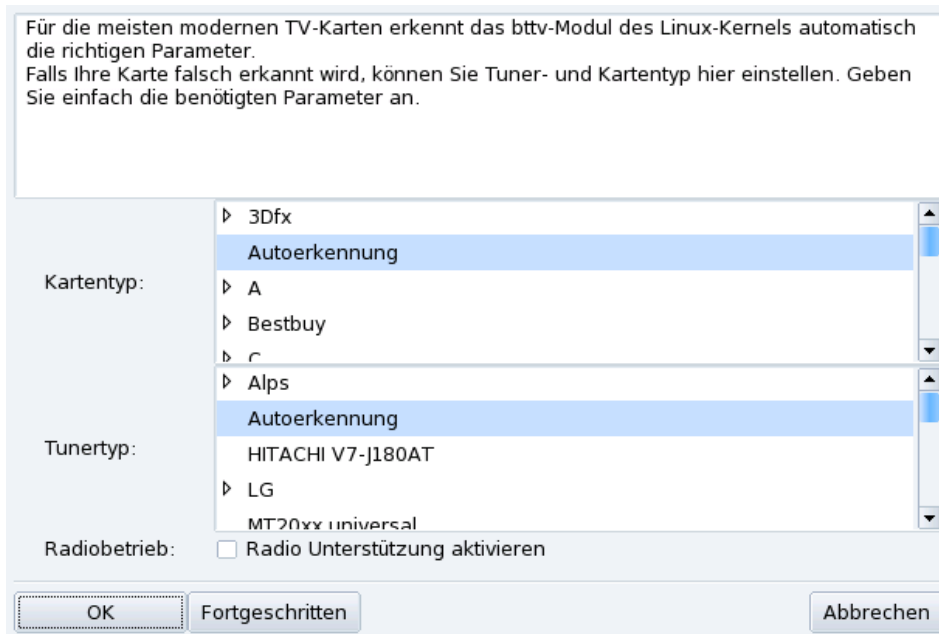 Für die meisten modernen TV-Karten erkennt das bttv-Modul des Linux-Kernels automatisch
die richtigen Parameter.
Falls Ihre Karte falsch erkannt wird, können Sie Tuner- und Kartentyp hier einstellen. Geben
Sie einfach die benötigten Parameter an.
Kartentyp:
3Dfx
Autoerkennung
A
Bestbuy
C
Tunertyp:
Alps
Autoerkennung
HITACHI V7-J180AT
LG
MT20xx universal
Radiobetrieb:
Radio Unterstützung aktivieren
OK
Fortgeschritten
Abbrechen